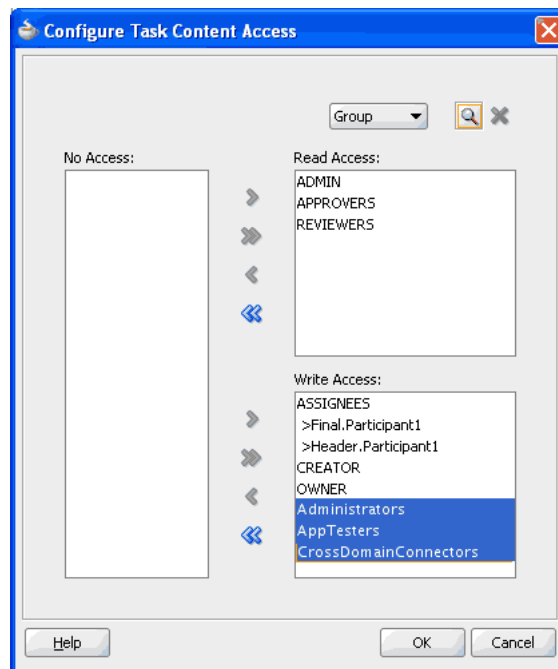 Configure Task Content Access
Group
No Access:
Read Access:
ADMIN
APPROVERS
REVIEWERS
Write Access:
ASSIGNEES
>Final.Participant1
>Header.Participant1
CREATOR
OWNER
Administrators
AppTesters
CrossDomainConnectors
Help
OK
Cancel